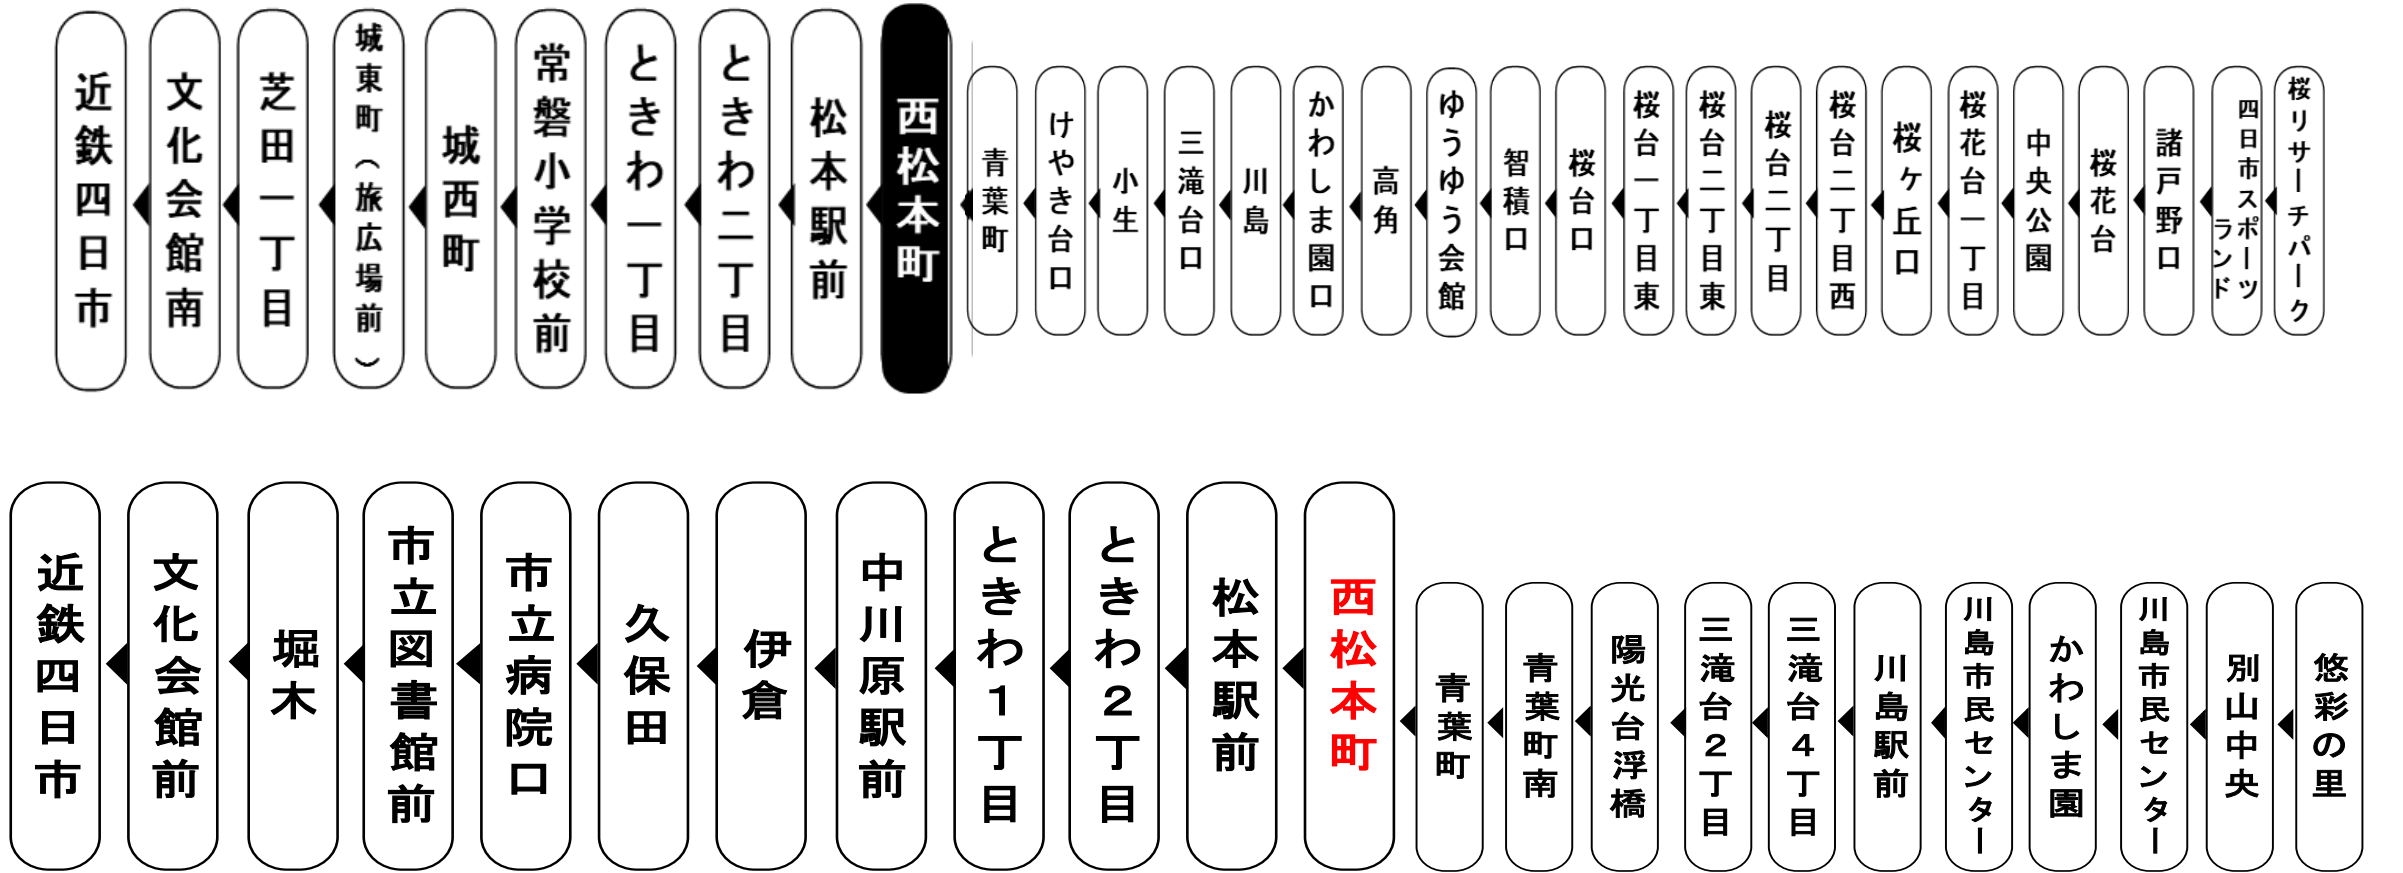 近鉄四日市
文化会館南
芝田一丁目
城東町（旅広場前）
城西町
常磐小学校前
ときわ一丁目
ときわ二丁目
松本駅前
西松本町
青葉町
けやき台口
小生
三滝台口
川島
かわしま園口
高角
ゆうゆう会館
智積口
桜台口
桜台一丁目東
桜台二丁目東
桜台二丁目
桜台二丁目西
桜ヶ丘口
桜花台一丁目
中央公園
桜花台
諸戸野口
四日市スポーツ
ランド
桜リサーチパーク
近鉄四日市
文化会館前
堀木
市立図書館前
市立病院口
久保田
伊倉
中川原駅前
ときわ1丁目
ときわ2丁目
松本駅前
西松本町
青葉町
青葉町南
陽光台浮橋
三滝台2丁目
三滝台4丁目
川島駅前
川島市民センター
かわしま園
川島市民センター
別山中央
悠彩の里